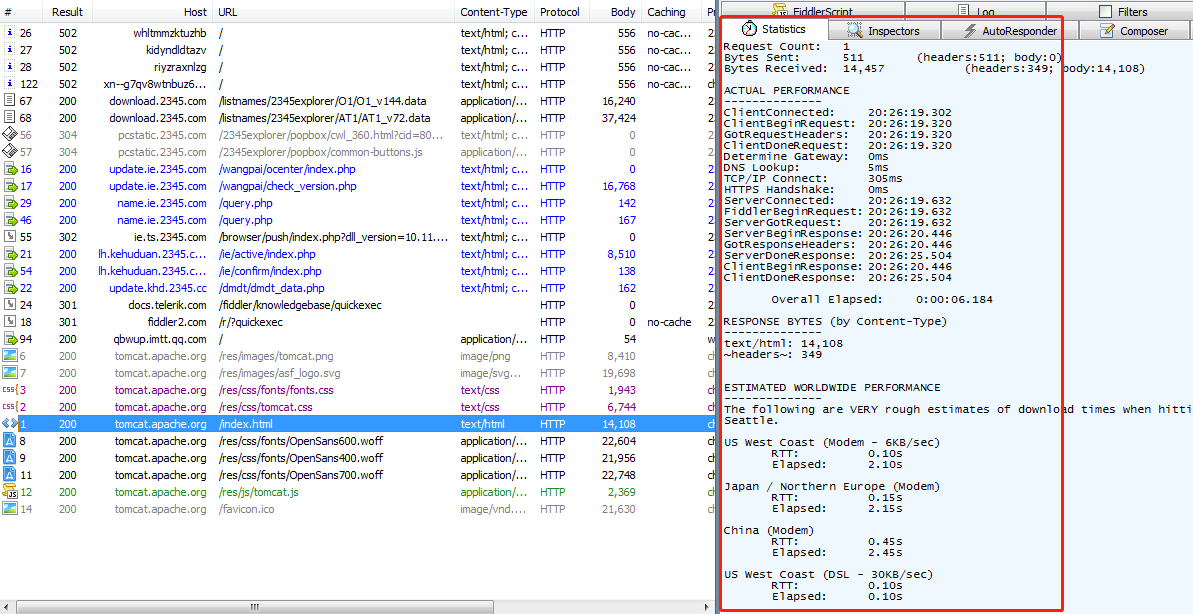 # Result Host URL Content-Type Protocol Body Caching
26 502 whltmmzktuzhb / text/html; c... HTTP 556 no-cac...
27 502 kidyndldtazv / text/html; c... HTTP 556 no-cac...
28 502 riyzraxnlzg / text/html; c... HTTP 556 no-cac...
122 502 xn--g7qv8wtnbuz6... / text/html; c... HTTP 556 no-cac...
67 200 download.2345.com /listnames/2345explorer/O1/O1_v144.data application/... HTTP 16,240
68 200 download.2345.com /listnames/2345explorer/AT1/AT1_v72.data application/... HTTP 37,424
56 304 pcstatic.2345.com /2345explorer/popbox/cwl_360.html?cid=80... text/html; c... HTTP 0
57 304 pcstatic.2345.com /2345explorer/popbox/common-buttons.js application/... HTTP 0
16 200 update.ie.2345.com /wangpai/ocenter/index.php text/html; c... HTTP 0
17 200 update.ie.2345.com /wangpai/check_version.php text/html; c... HTTP 16,768
29 200 name.ie.2345.com /query.php text/html; c... HTTP 142
46 200 name.ie.2345.com /query.php text/html; c... HTTP 167
55 302 ie.ts.2345.com /browser/push/index.php?dll_version=10.11.... text/html; c... HTTP 0
21 200 lh.kehuduan.2345.c... /ie/active/index.php text/html; c... HTTP 8,510
54 200 lh.kehuduan.2345.c... /ie/confirm/index.php text/html; c... HTTP 138
22 200 update.khd.2345.cc /dmdt/dmdt_data.php text/html; c... HTTP 162
24 301 docs.telerik.com /fiddler/knowledgebase/quickexec HTTP 0
18 301 fiddler2.com /r/?quickexec HTTP 0 no-cache
94 200 qbwup.imtt.qq.com / application/... HTTP 54
6 200 tomcat.apache.org /res/images/tomcat.png image/png HTTP 8,410
7 200 tomcat.apache.org /res/images/asf_logo.svg image/svg... HTTP 19,698
3 200 tomcat.apache.org /res/css/fonts/fonts.css text/css HTTP 1,943
2 200 tomcat.apache.org /res/css/tomcat.css text/css HTTP 6,744
1 200 tomcat.apache.org /index.html text/html HTTP 14,108
8 200 tomcat.apache.org /res/css/fonts/OpenSans600.woff application/... HTTP 22,604
9 200 tomcat.apache.org /res/css/fonts/OpenSans400.woff application/... HTTP 21,956
11 200 tomcat.apache.org /res/css/fonts/OpenSans700.woff application/... HTTP 22,748
12 200 tomcat.apache.org /res/js/tomcat.js application/... HTTP 2,369
14 200 tomcat.apache.org /favicon.ico image/vnd.... HTTP 21,630
FiddlerScript Log Filters
Statistics Inspectors AutoResponder Composer
Request Count: 1
Bytes Sent: 511 (headers:511; body:0)
Bytes Received: 14,457 (headers:349; body:14,108)
ACTUAL PERFORMANCE
--------------
ClientConnected: 20:26:19.302
ClientBeginRequest: 20:26:19.320
GotRequestHeaders: 20:26:19.320
ClientDoneRequest: 20:26:19.320
Determine Gateway: 0ms
DNS Lookup: 5ms
TCP/IP Connect: 305ms
HTTPS Handshake: 0ms
ServerConnected: 20:26:19.632
FiddlerBeginRequest: 20:26:19.632
ServerGotRequest: 20:26:19.632
ServerBeginResponse: 20:26:20.446
GotResponseHeaders: 20:26:20.446
ServerDoneResponse: 20:26:25.504
ClientBeginResponse: 20:26:20.446
ClientDoneResponse: 20:26:25.504
Overall Elapsed: 0:00:06.184
RESPONSE BYTES (by Content-Type)
--------------
text/html: 14,108
~headers~: 349
ESTIMATED WORLDWIDE PERFORMANCE
--------------
The following are VERY rough estimates of download times when hitti
Seattle.
US West Coast (Modem - 6KB/sec)
RTT: 0.10s
Elapsed: 2.10s
Japan / Northern Europe (Modem)
RTT: 0.15s
Elapsed: 2.15s
China (Modem)
RTT: 0.45s
Elapsed: 2.45s
US West Coast (DSL - 30KB/sec)
RTT: 0.10s
Elapsed: 0.10s